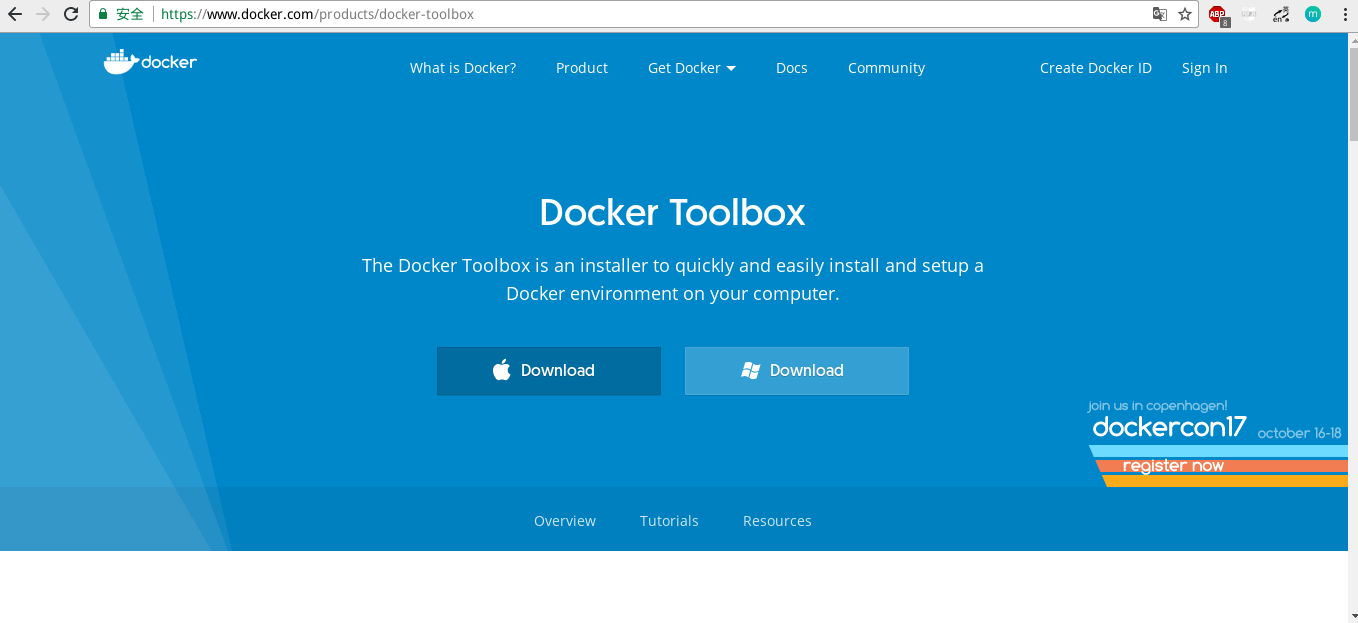 安全 https://www.docker.com/products/docker-toolbox
ABP
8
en
m
docker
What is Docker?
Product
Get Docker
Docs
Community
Create Docker ID
Sign In
Docker Toolbox
The Docker Toolbox is an installer to quickly and easily install and setup a
Docker environment on your computer.
Download
Download
join us in copenhagen!
dockercon17 october 16-18
register now
Overview
Tutorials
Resources